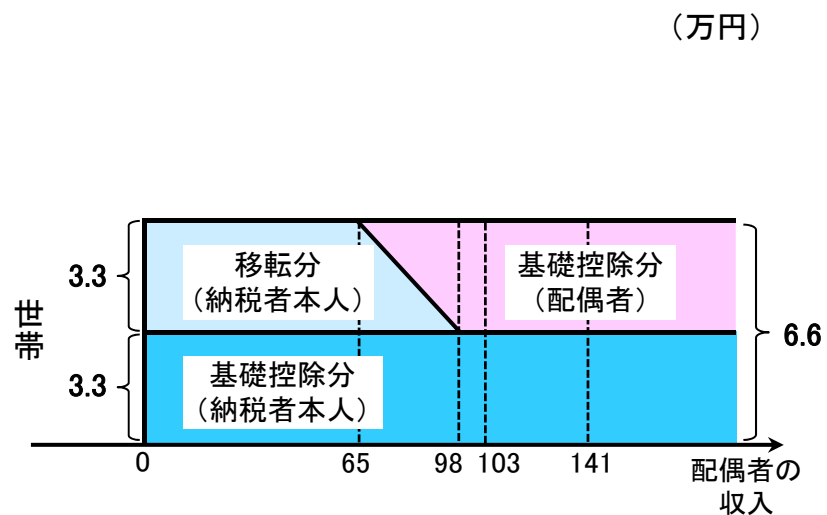 （万円）
世帯
3.3
移転分
（納税者本人）
基礎控除分
（配偶者）
3.3
基礎控除分
（納税者本人）
6.6
0
65
98
103
141
配偶者の
収入